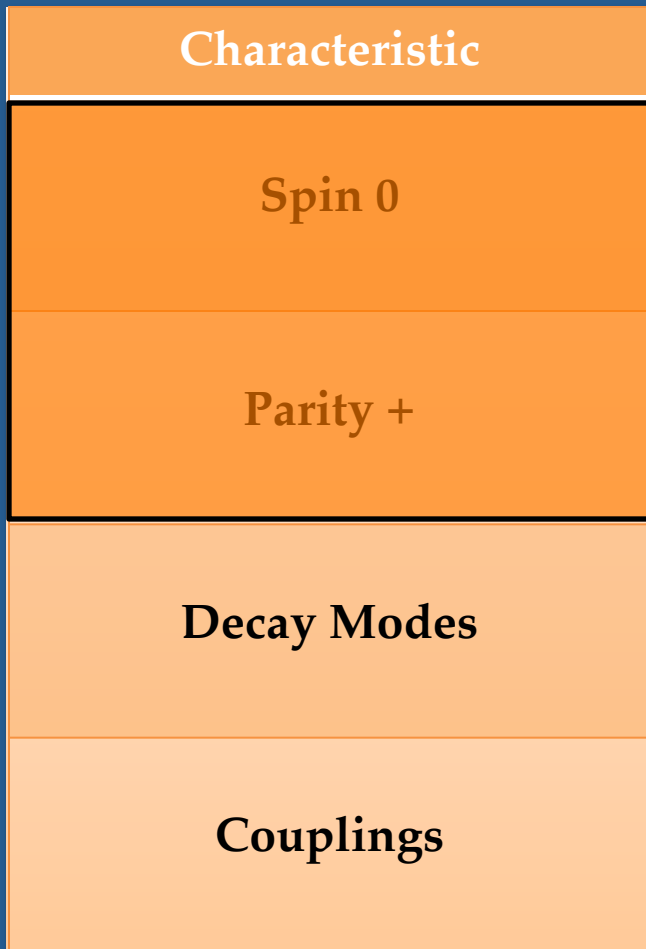 Characteristic
Spin 0
Parity +
Decay Modes
Couplings